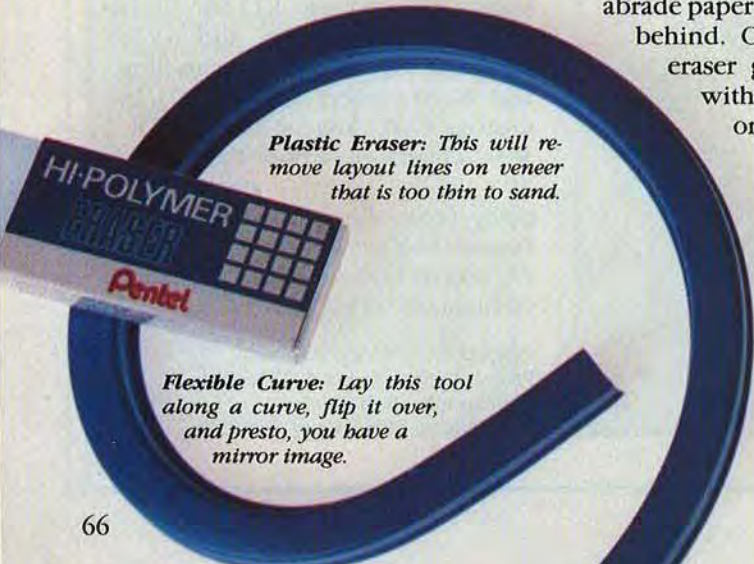 abrade paper
behind.
eraser
with
Plastic Eraser: This will re-
move layout lines on veneer
that is too thin to sand.
HI-POLYMER
ERASER
Pentel
Flexible Curve: Lay this tool
along a curve, flip it over,
and presto, you have a
mirror image.
66